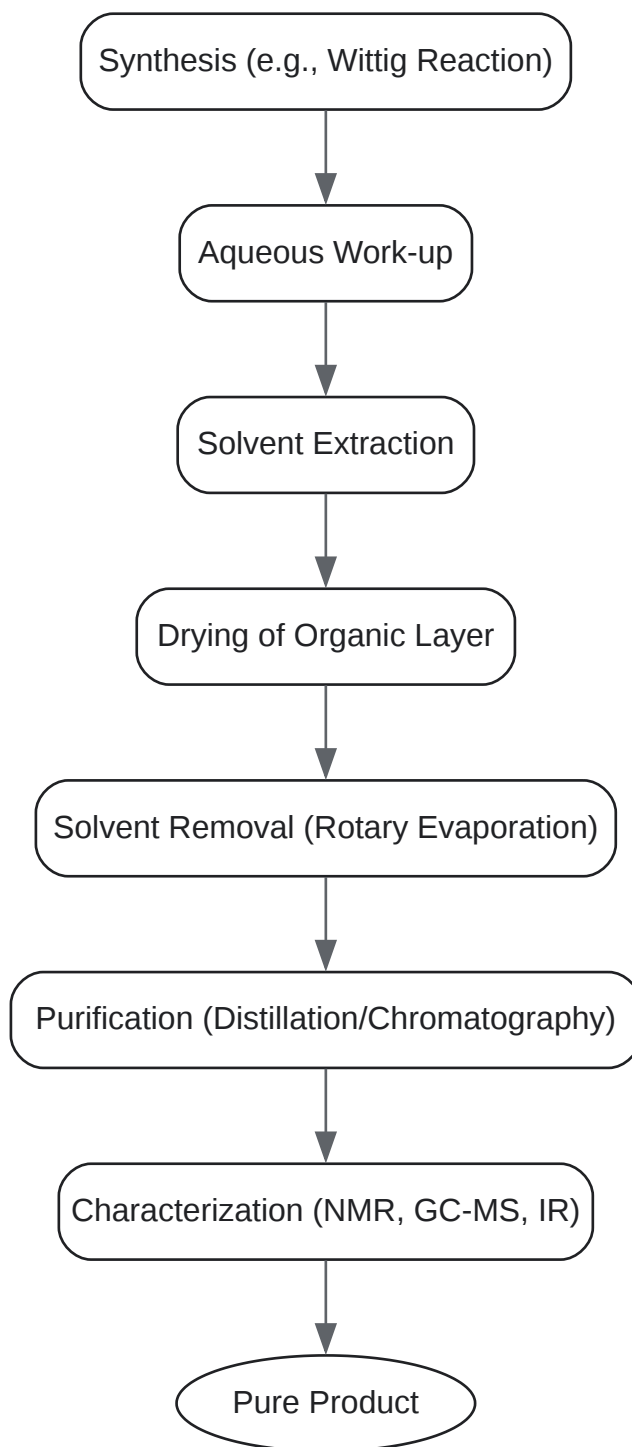 Synthesis (e.g., Wittig Reaction)
Aqueous Work-up
Solvent Extraction
Drying of Organic Layer
Solvent Removal (Rotary Evaporation)
Purification (Distillation/Chromatography)
Characterization (NMR, GC-MS, IR)
Pure Product